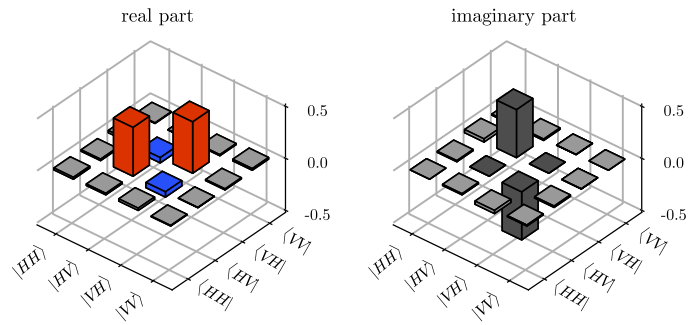 real part
0.5
0.0
-0.5
|HH⟩
|HV⟩
|VH⟩
|VV⟩
⟨HH|
⟨HV|
⟨VH|
⟨VV|
imaginary part
0.5
0.0
-0.5
|HH⟩
|HV⟩
|VH⟩
|VV⟩
⟨HH|
⟨HV|
⟨VH|
⟨VV|